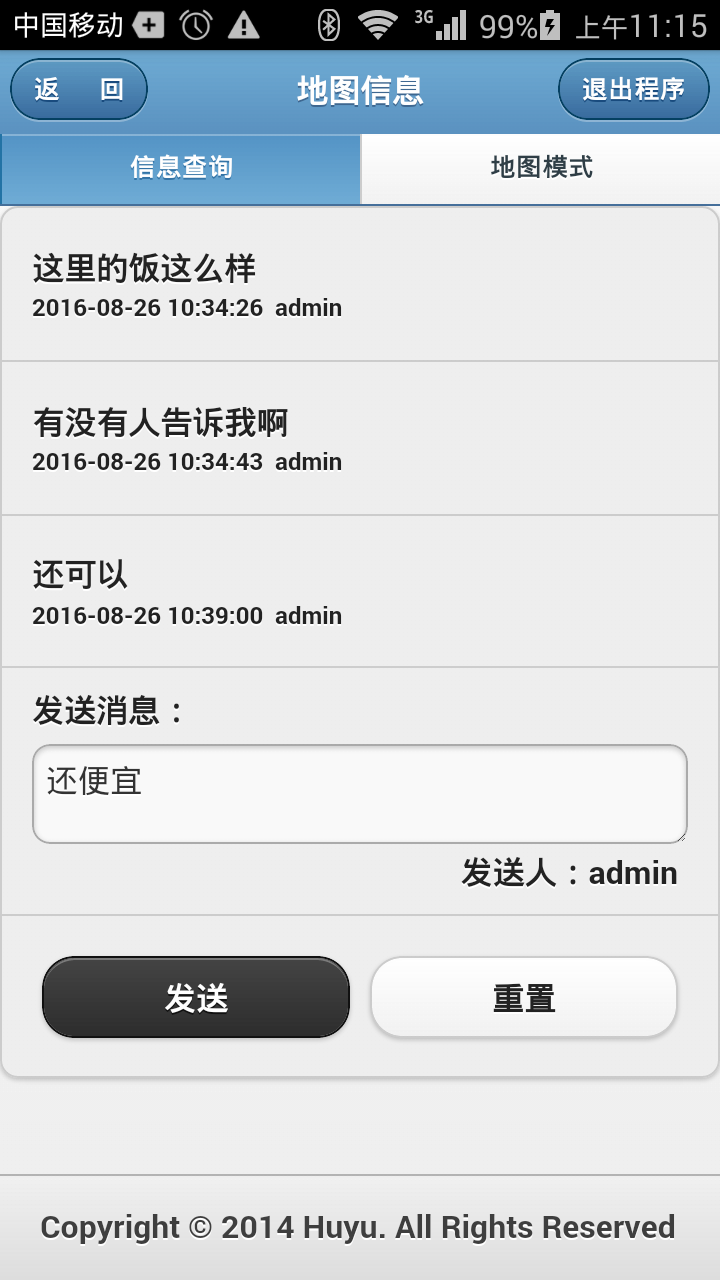 中国移动 3G 99% 上午11:15
返 回 地图信息 退出程序
信息查询 地图模式
这里的饭这么样
2016-08-26 10:34:26 admin
有没有人告诉我啊
2016-08-26 10:34:43 admin
还可以
2016-08-26 10:39:00 admin
发送消息：
还便宜
发送人：admin
发送 重置
Copyright © 2014 Huyu. All Rights Reserved